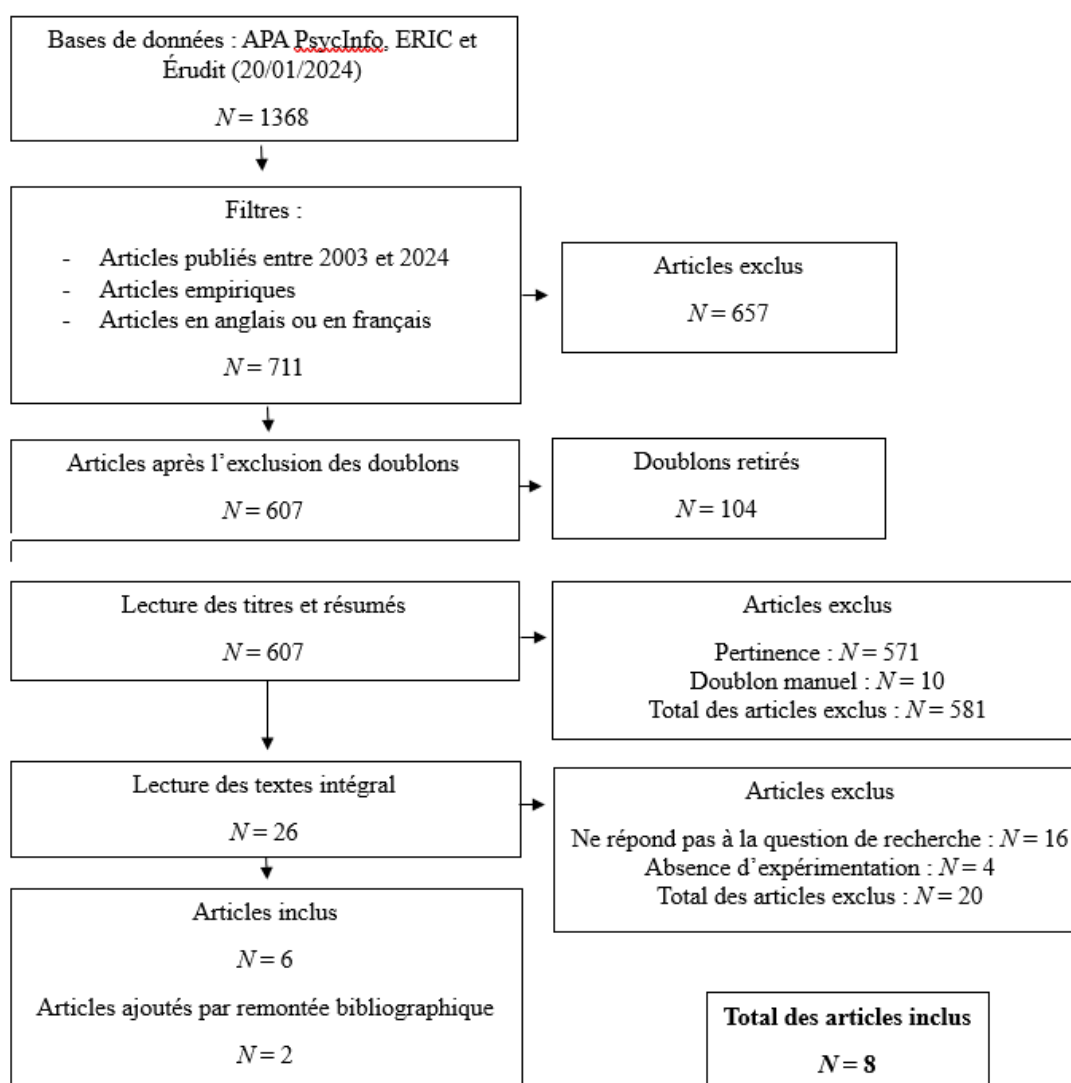 Bases de données : APA PsycInfo, ERIC et
Érudit (20/01/2024)
N = 1368
Filtres :
- Articles publiés entre 2003 et 2024
- Articles empiriques
- Articles en anglais ou en français
N = 711
Articles exclus
N = 657
Articles après l’exclusion des doublons
N = 607
Doublons retirés
N = 104
Lecture des titres et résumés
N = 607
Articles exclus
Pertinence : N = 571
Doublon manuel : N = 10
Total des articles exclus : N = 581
Lecture des textes intégral
N = 26
Articles exclus
Ne répond pas à la question de recherche : N = 16
Absence d’expérimentation : N = 4
Total des articles exclus : N = 20
Articles inclus
N = 6
Articles ajoutés par remontée bibliographique
N = 2
Total des articles inclus
N = 8